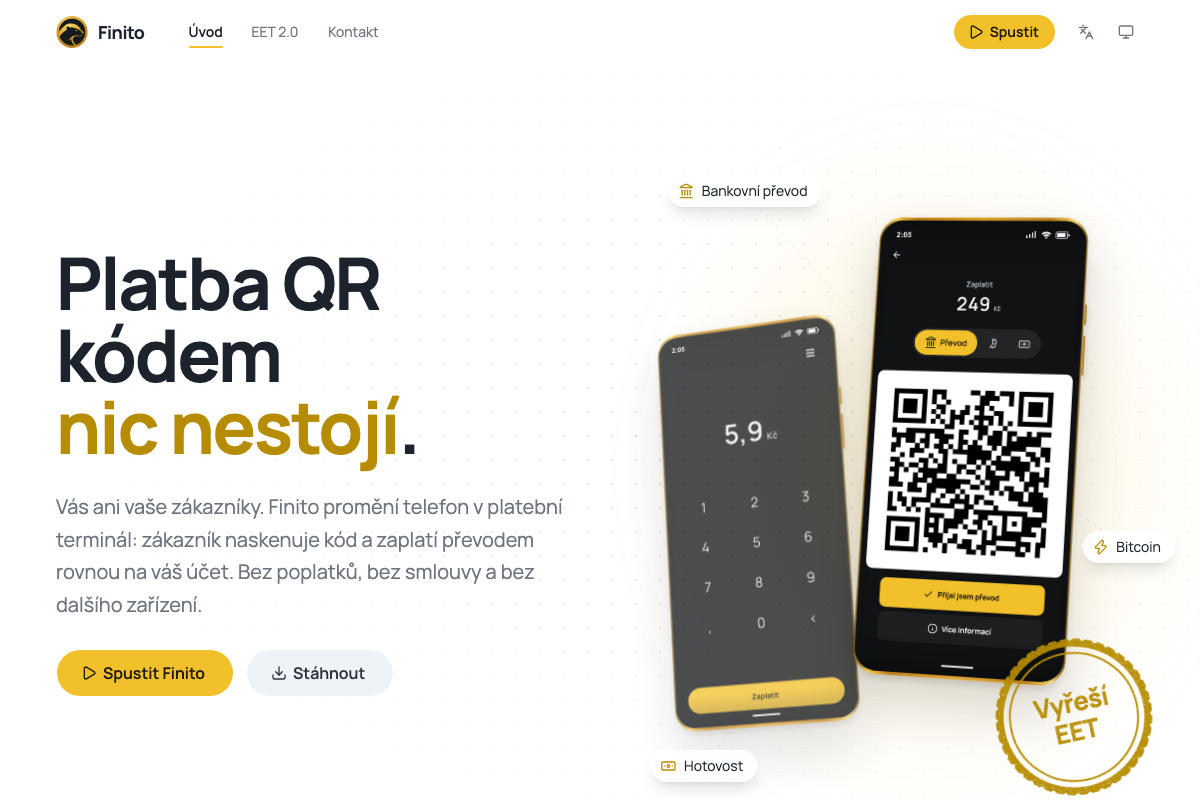 Finito
Úvod
EET 2.0
Kontakt
Spustit
Platba QR
kódem
nic nestojí.
Vás ani vaše zákazníky. Finito promění telefon v platební
terminál: zákazník naskenuje kód a zaplatí převodem
rovnou na váš účet. Bez poplatků, bez smlouvy a bez
dalšího zařízení.
Spustit Finito
Stáhnout
Bankovní převod
2:05
5,9 Kč
1 2 3
4 5 6
7 8 9
, 0 <
Zaplatit
2:05
Zaplatit
249 Kč
Převod
Přijal jsem převod
Více informací
Bitcoin
Hotovost
Vyřeší
EET